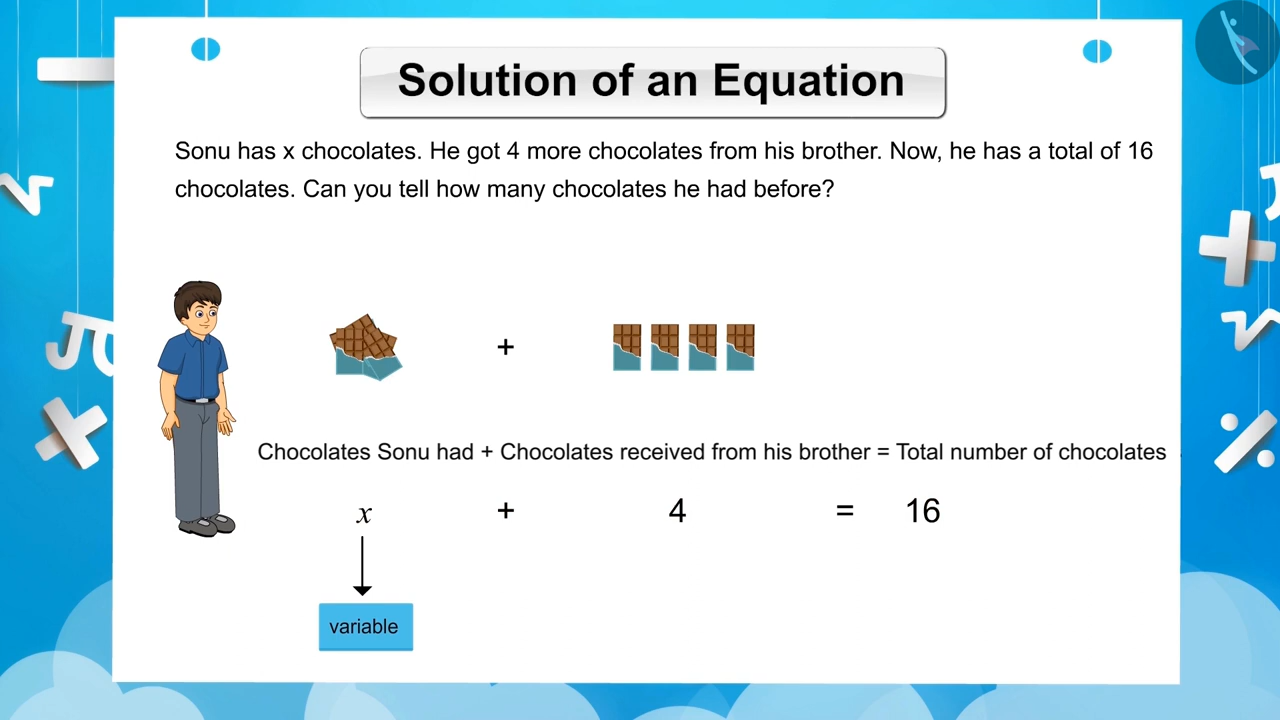 Solution of an Equation
Sonu has x chocolates. He got 4 more chocolates from his brother. Now, he has a total of 16
chocolates. Can you tell how many chocolates he had before?
+
Chocolates Sonu had + Chocolates received from his brother = Total number of chocolates
x + 4 = 16
variable